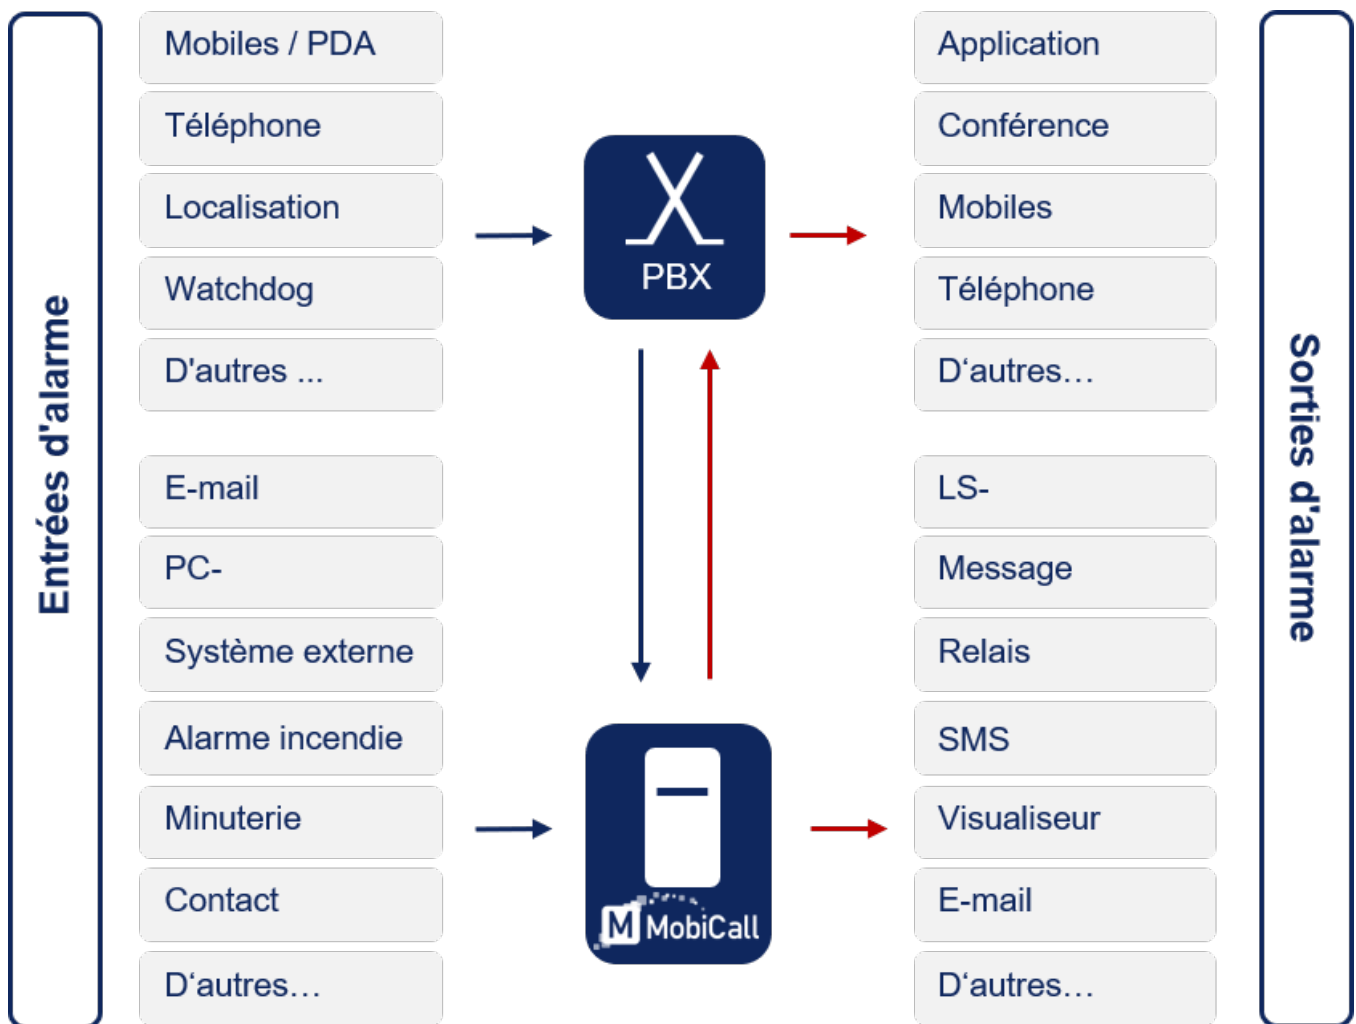 Entrées d'alarme
Mobiles / PDA
Téléphone
Localisation
Watchdog
D'autres ...
E-mail
PC-
Système externe
Alarme incendie
Minuterie
Contact
D‘autres…
PBX
M MobiCall
Application
Conférence
Mobiles
Téléphone
D‘autres…
LS-
Message
Relais
SMS
Visualiseur
E-mail
D‘autres…
Sorties d'alarme